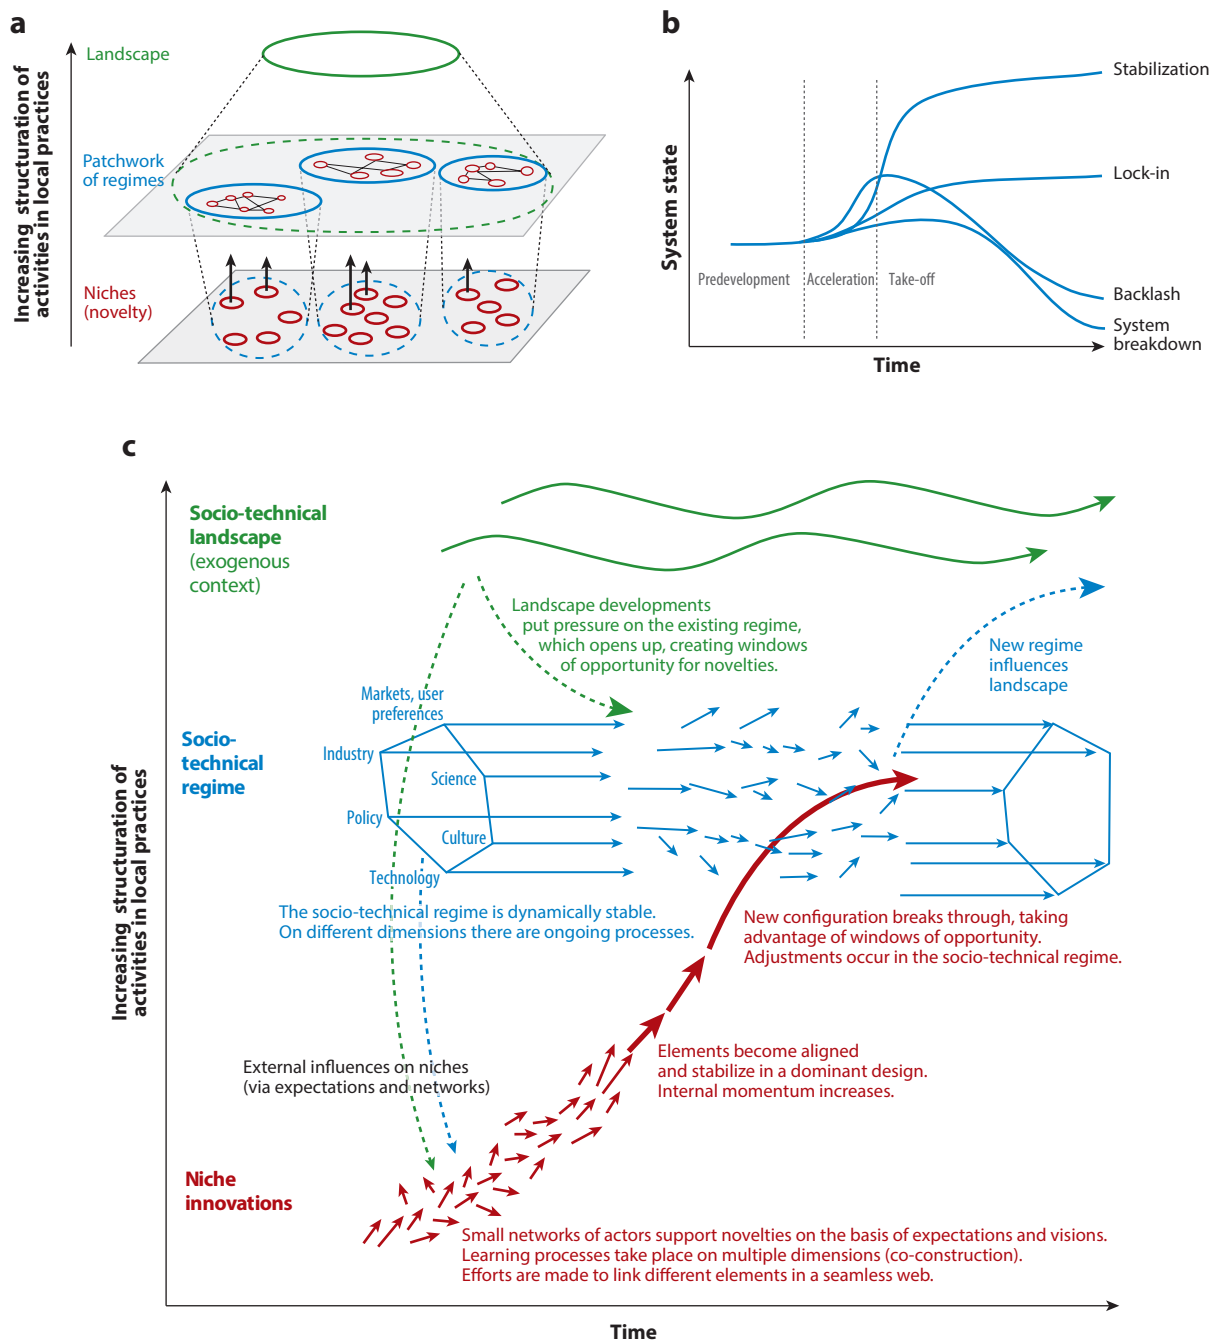 a
Increasing structuration of
activities in local practices
Landscape
Patchwork
of regimes
Niches
(novelty)
b
System state
Predevelopment
Acceleration
Take-off
Stabilization
Lock-in
Backlash
System
breakdown
Time
c
Increasing structuration of
activities in local practices
Socio-technical
landscape
(exogenous
context)
Landscape developments
put pressure on the existing regime,
which opens up, creating windows
of opportunity for novelties.
New regime
influences
landscape
Socio-
technical
regime
Markets, user
preferences
Industry
Science
Policy
Culture
Technology
The socio-technical regime is dynamically stable.
On different dimensions there are ongoing processes.
New configuration breaks through, taking
advantage of windows of opportunity.
Adjustments occur in the socio-technical regime.
External influences on niches
(via expectations and networks)
Elements become aligned
and stabilize in a dominant design.
Internal momentum increases.
Niche
innovations
Small networks of actors support novelties on the basis of expectations and visions.
Learning processes take place on multiple dimensions (co-construction).
Efforts are made to link different elements in a seamless web.
Time